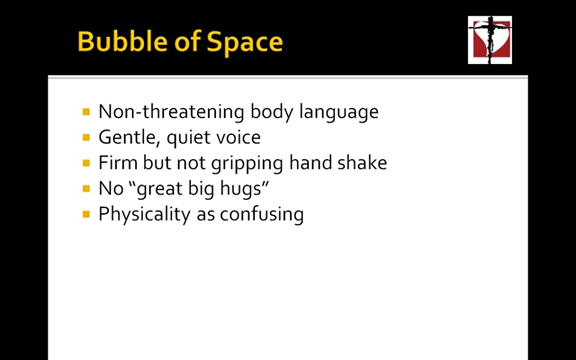 Bubble of Space
Non-threatening body language
Gentle, quiet voice
Firm but not gripping hand shake
No “great big hugs”
Physicality as confusing